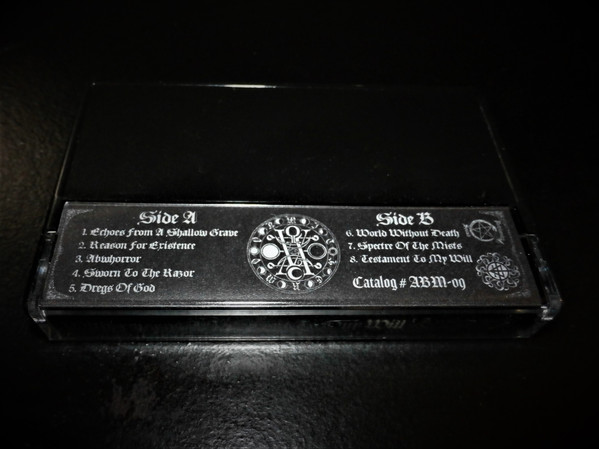 Side A
1. Echoes From A Shallow Grave
2. Reason For Existence
3. Abwhorror
4. Sworn To The Razor
5. Dregs Of God
Side B
6. World Without Death
7. Spectre Of The Mists
8. Testament To My Will
Catalog # ABM-09